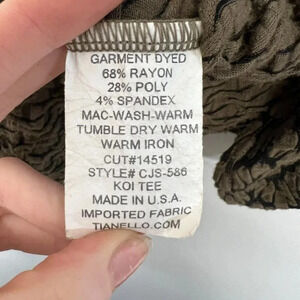 GARMENT DYED
68% RAYON
28% POLY
4% SPANDEX
MAC-WASH-WARM
TUMBLE DRY WARM
WARM IRON
CUT#14519
STYLE# CJS-586
KOI TEE
MADE IN U.S.A.
IMPORTED FABRIC
TIANELLO.COM